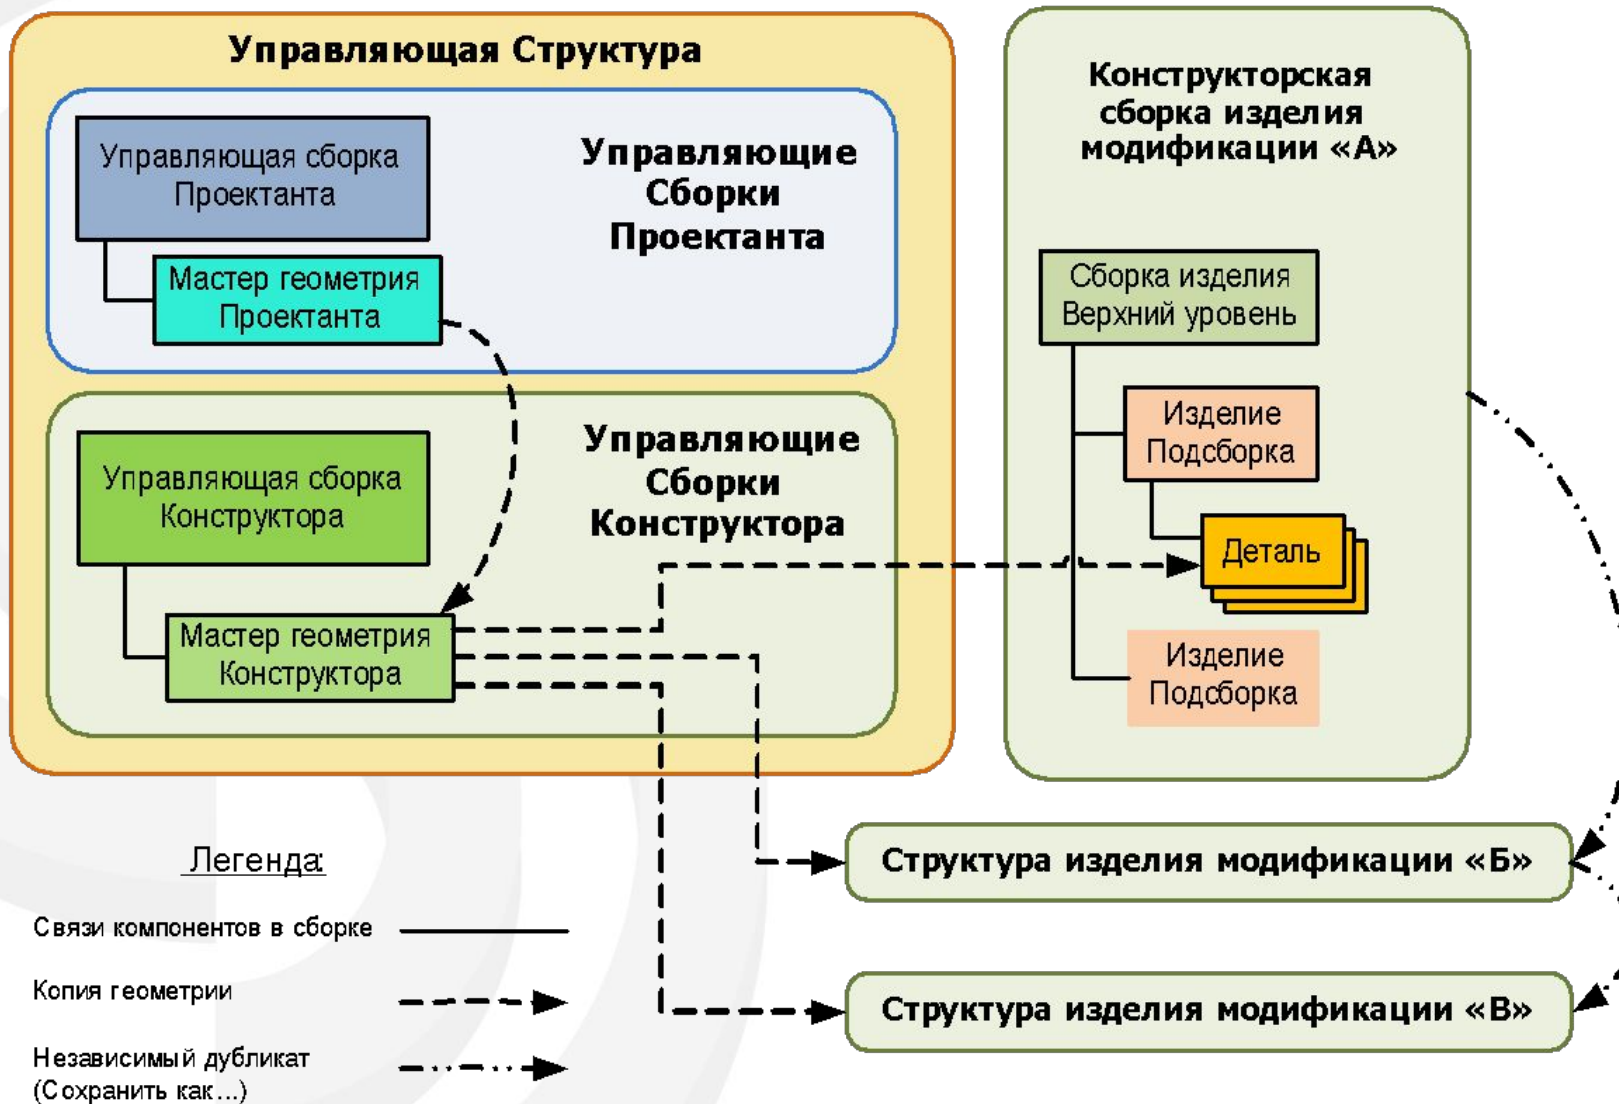 Управляющая Структура
Управляющая сборка
Проектанта
Мастер геометрия
Проектанта
Управляющие
Сборки
Проектанта
Управляющая сборка
Конструктора
Мастер геометрия
Конструктора
Управляющие
Сборки
Конструктора
Конструкторская
сборка изделия
модификации «А»
Сборка изделия
Верхний уровень
Изделие
Подсборка
Деталь
Изделие
Подсборка
Структура изделия модификации «Б»
Структура изделия модификации «В»
Легенда:
Связи компонентов в сборке
Копия геометрии
Независимый дубликат
(Сохранить как...)